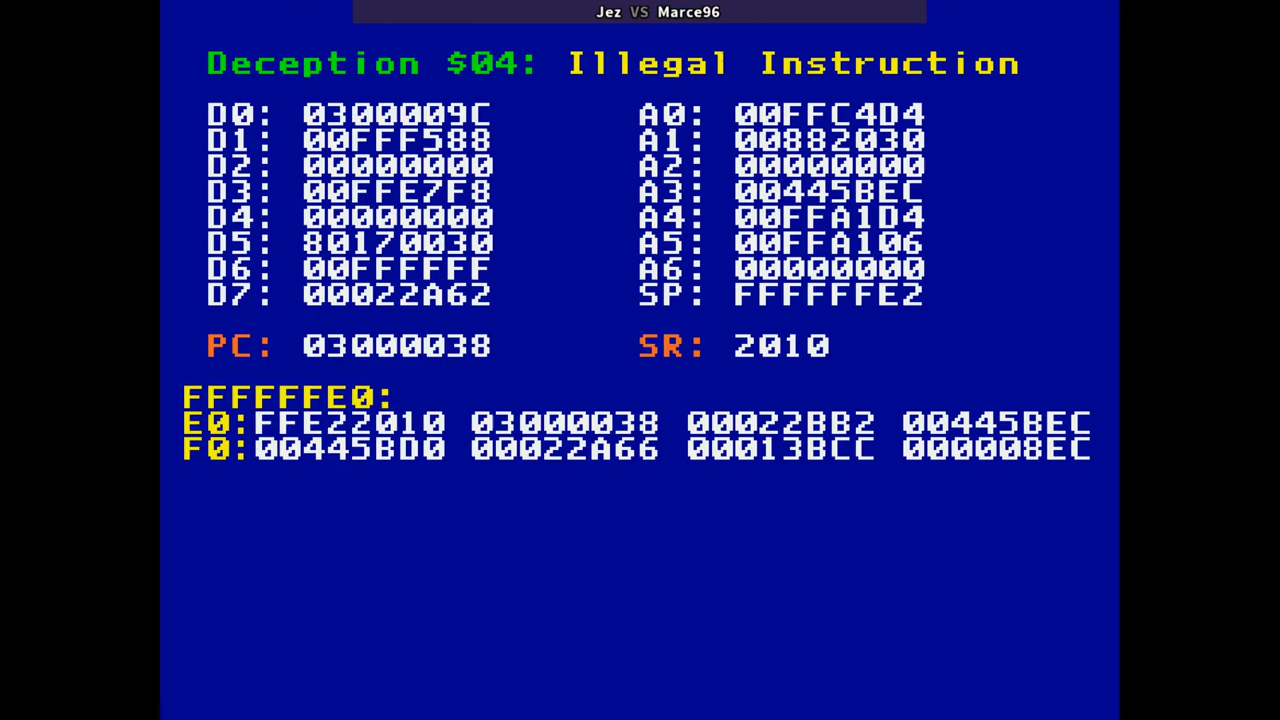 Jez VS Marce96
Deception $04: Illegal Instruction
D0: 0300009C A0: 00FFC4D4
D1: 00FFF588 A1: 00882030
D2: 00000000 A2: 00000000
D3: 00FFE7F8 A3: 00445BEC
D4: 00000000 A4: 00FFA1D4
D5: 80170030 A5: 00FFA106
D6: 00FFFFFF A6: 00000000
D7: 00022A62 SP: FFFFFFE2
PC: 03000038 SR: 2010
FFFFFFE0:
E0:FFE22010 03000038 00022BB2 00445BEC
F0:00445BD0 00022A66 00013BCC 000008EC